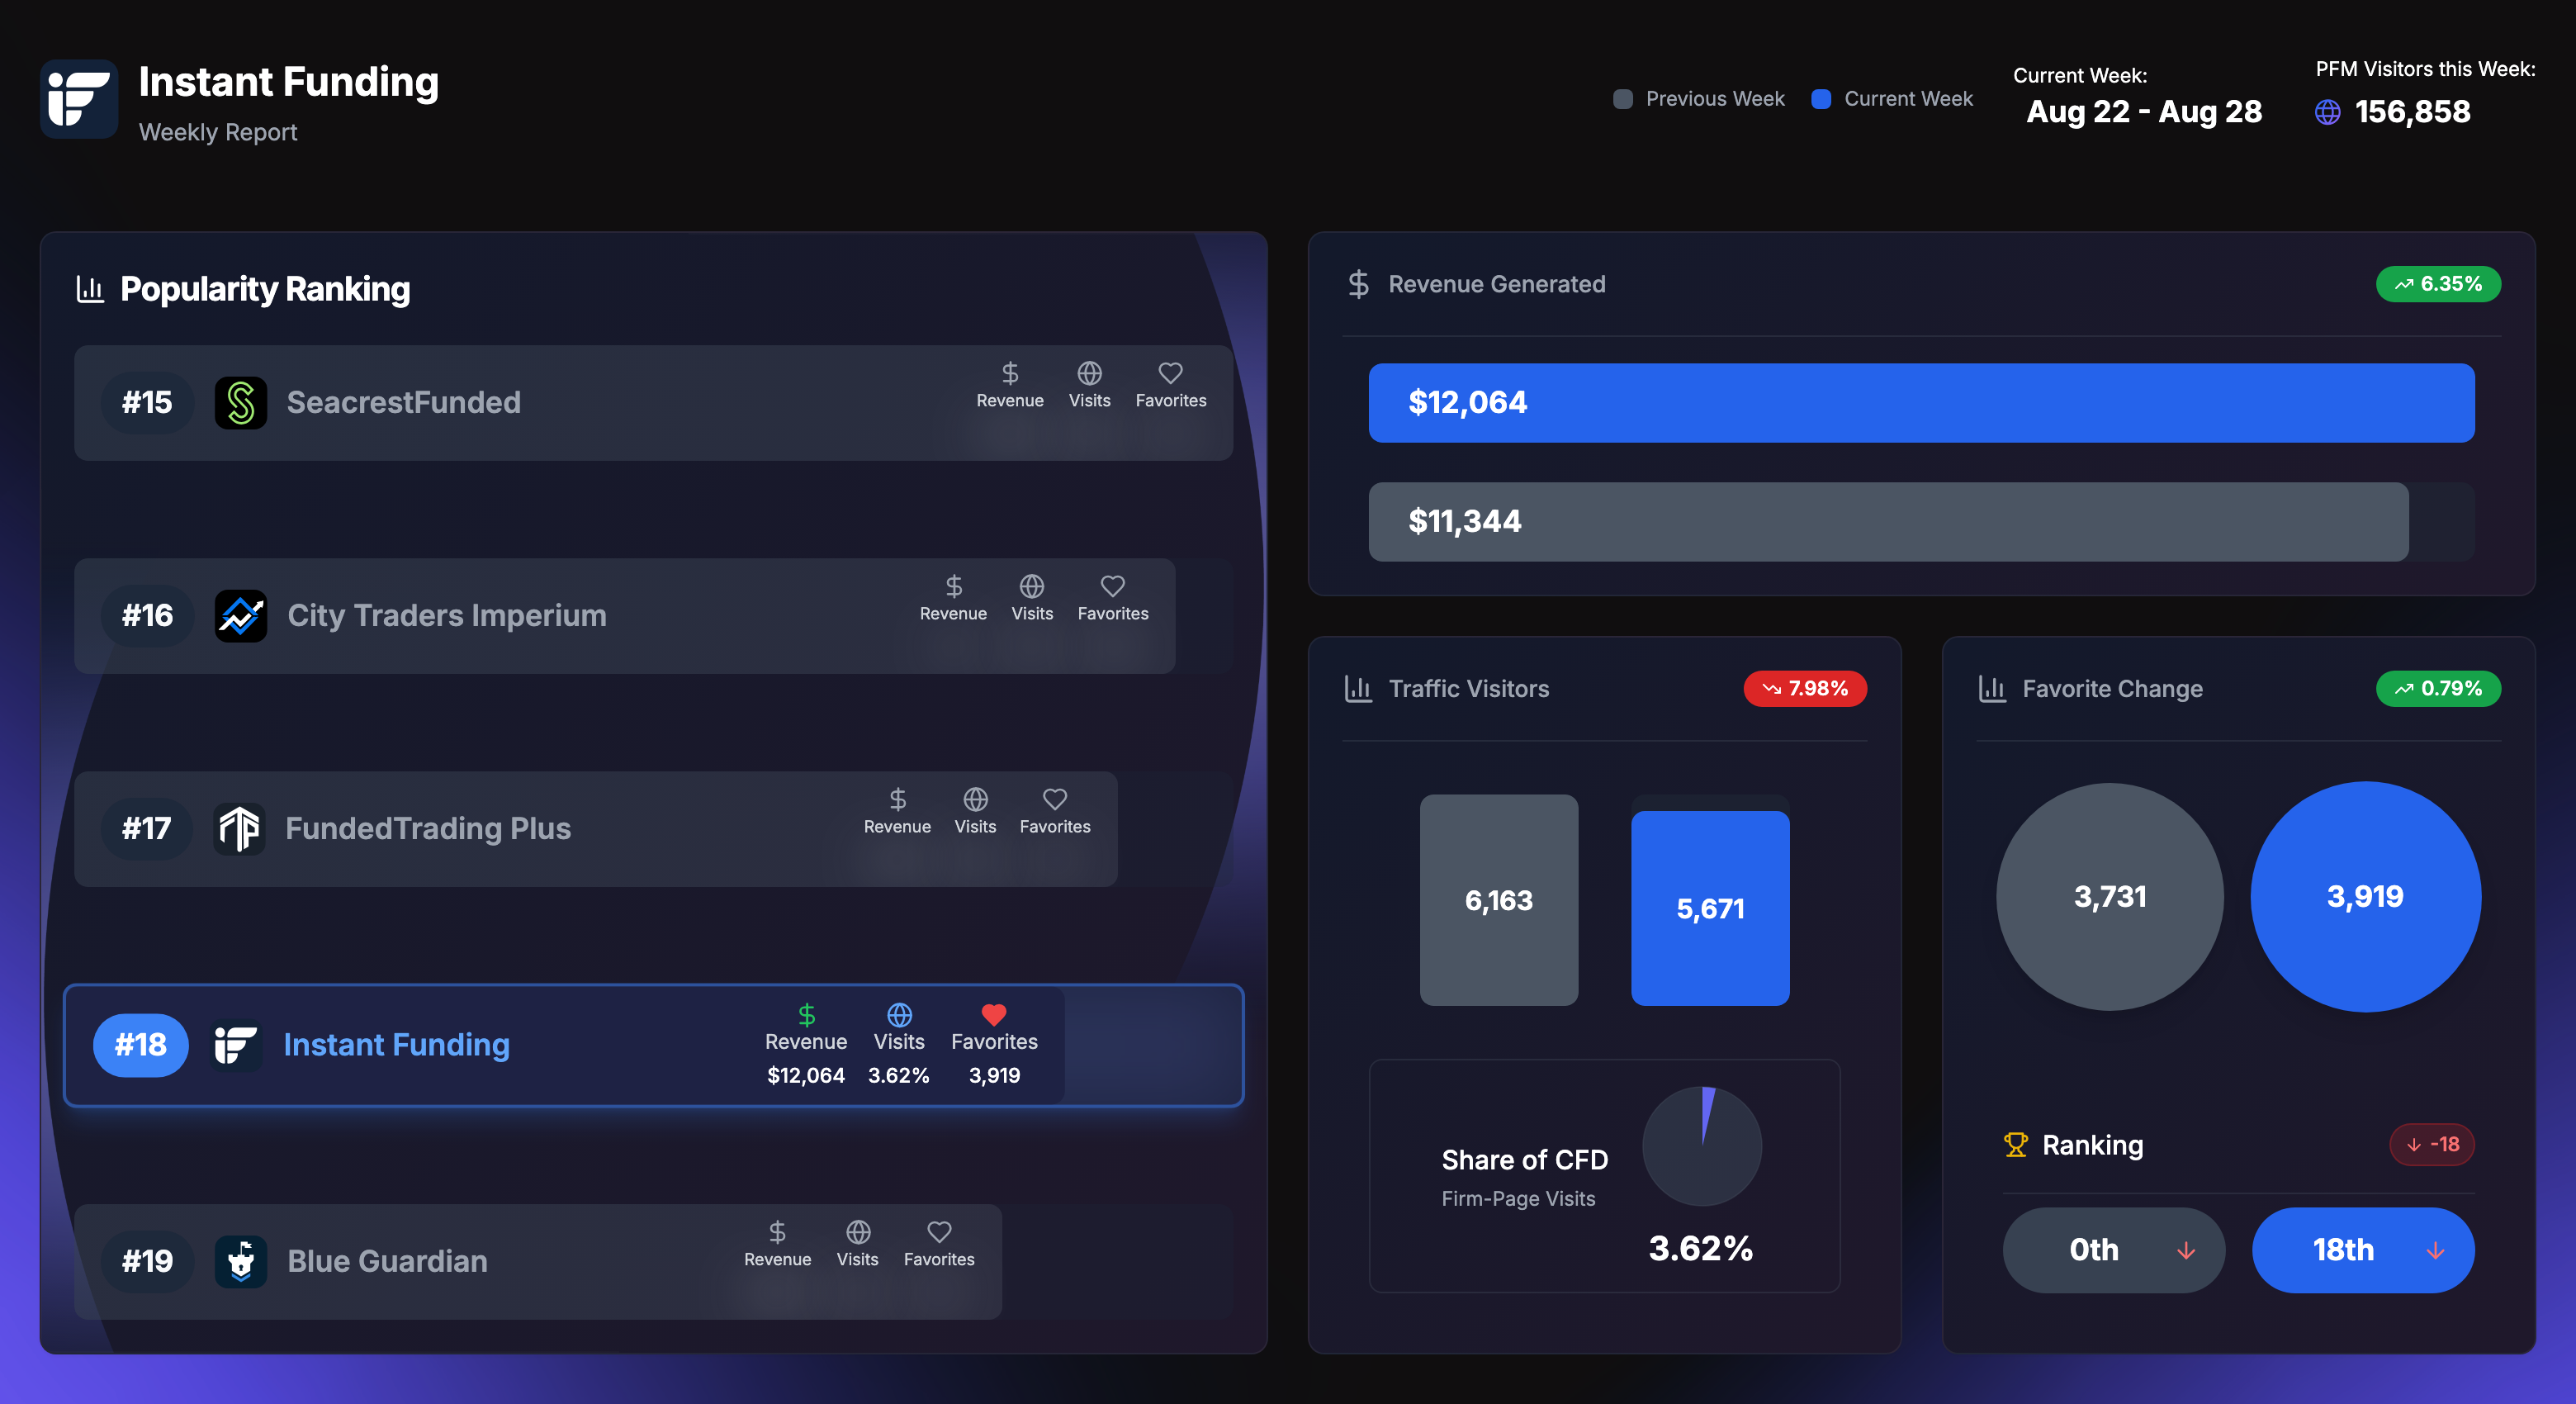 Instant Funding
Weekly Report
Previous Week
Current Week
Current Week:
Aug 22 - Aug 28
PFM Visitors this Week:
156,858
Popularity Ranking
#15
SeacrestFunded
Revenue
Visits
Favorites
#16
City Traders Imperium
Revenue
Visits
Favorites
#17
FundedTrading Plus
Revenue
Visits
Favorites
#18
Instant Funding
Revenue
Visits
Favorites
$12,064
3.62%
3,919
#19
Blue Guardian
Revenue
Visits
Favorites
Revenue Generated
6.35%
$12,064
$11,344
Traffic Visitors
7.98%
6,163
5,671
Share of CFD
Firm-Page Visits
3.62%
Favorite Change
0.79%
3,731
3,919
Ranking
-18
0th
18th